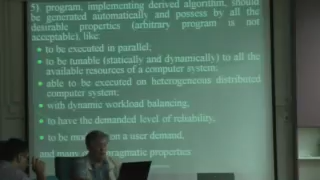 5) program, implementing derived algorithm, should
be generated automatically and possess by all the
desirable properties (arbitrary program is not
acceptable), like:
• to be executed in parallel;
• to be tunable (statically and dynamically) to all the
available resources of a computer system;
• able to be executed on heterogeneous distributed
computer system;
• with dynamic workload balancing,
• to have the demanded level of reliability,
• to be on a user demand,
and many pragmatic properties